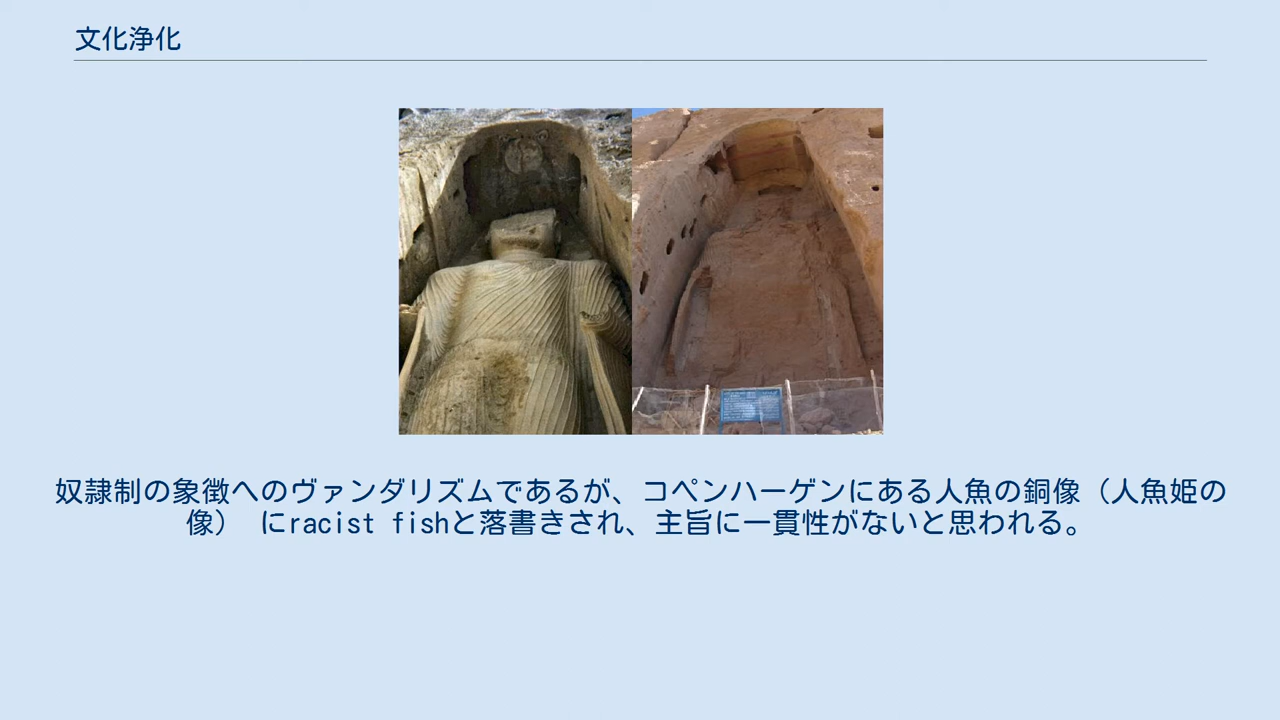 文化浄化
奴隷制の象徴へのヴァンダリズムであるが、コペンハーゲンにある人魚の銅像（人魚姫の
像） にracist fishと落書きされ、主旨に一貫性がないと思われる。